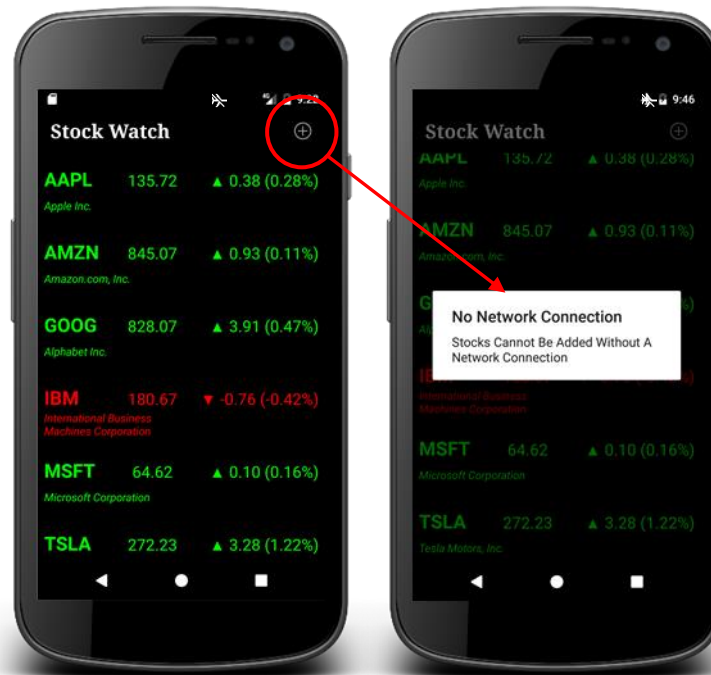 9:22
Stock Watch
AAPL 135.72 ▲ 0.38 (0.28%)
Apple Inc.
AMZN 845.07 ▲ 0.93 (0.11%)
Amazon.com, Inc.
GOOG 828.07 ▲ 3.91 (0.47%)
Alphabet Inc.
IBM 180.67 ▼ -0.76 (-0.42%)
International Business
Machines Corporation
MSFT 64.62 ▲ 0.10 (0.16%)
Microsoft Corporation
TSLA 272.23 ▲ 3.28 (1.22%)
9:46
Stock Watch
AAPL 135.72 ▲ 0.38 (0.28%)
Apple Inc.
AMZN 845.07 ▲ 0.93 (0.11%)
Amazon.com, Inc.
No Network Connection
Stocks Cannot Be Added Without A
Network Connection
International Business
Machines Corporation
MSFT 64.62 ▲ 0.10 (0.16%)
Microsoft Corporation
TSLA 272.23 ▲ 3.28 (1.22%)
Tesla Motors, Inc.